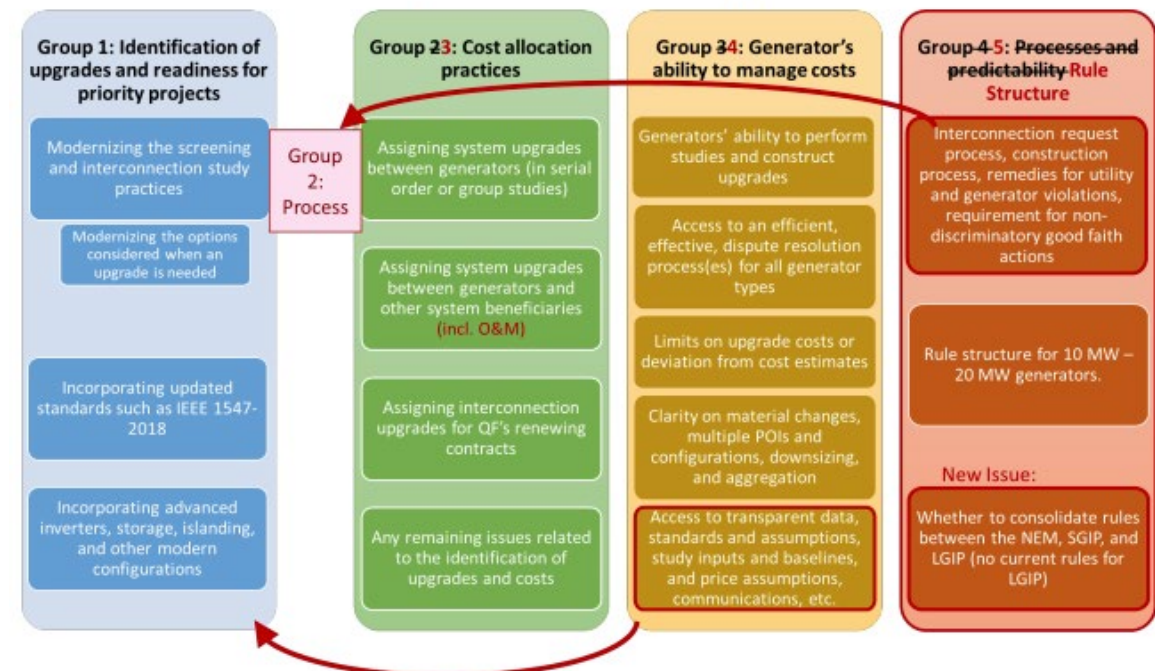 Group 1: Identification of
upgrades and readiness for
priority projects
Modernizing the screening
and interconnection study
practices
Modernizing the options
considered when an
upgrade is needed
Incorporating updated
standards such as IEEE 1547-
2018
Incorporating advanced
inverters, storage, islanding,
and other modern
configurations
Group
2:
Process
Group 23: Cost allocation
practices
Assigning system upgrades
between generators (in serial
order or group studies)
Assigning system upgrades
between generators and
other system beneficiaries
(incl. O&M)
Assigning interconnection
upgrades for QF's renewing
contracts
Any remaining issues related
to the identification of
upgrades and costs
Group 34: Generator's
ability to manage costs
Generators' ability to perform
studies and construct
upgrades
Access to an efficient,
effective, dispute resolution
process(es) for all generator
types
Limits on upgrade costs or
deviation from cost estimates
Clarity on material changes,
multiple POIs and
configurations, downsizing,
and aggregation
Access to transparent data,
standards and assumptions,
study inputs and baselines,
and price assumptions,
communications, etc.
Group 4 5: Processes and
predictability Rule
Structure
Interconnection request
process, construction
process, remedies for utility
and generator violations,
requirement for non-
discriminatory good faith
actions
Rule structure for 10 MW –
20 MW generators.
New Issue:
Whether to consolidate rules
between the NEM, SGIP, and
LGIP (no current rules for
LGIP)